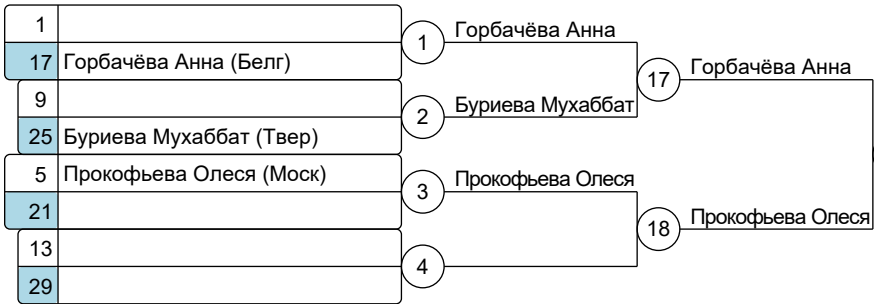 1
17 Горбачёва Анна (Белг)
1
Горбачёва Анна
9
25 Буриева Мухаббат (Твер)
2
Буриева Мухаббат
17
Горбачёва Анна
5 Прокофьева Олеся (Моск)
21
3
Прокофьева Олеся
13
29
4
18
Прокофьева Олеся